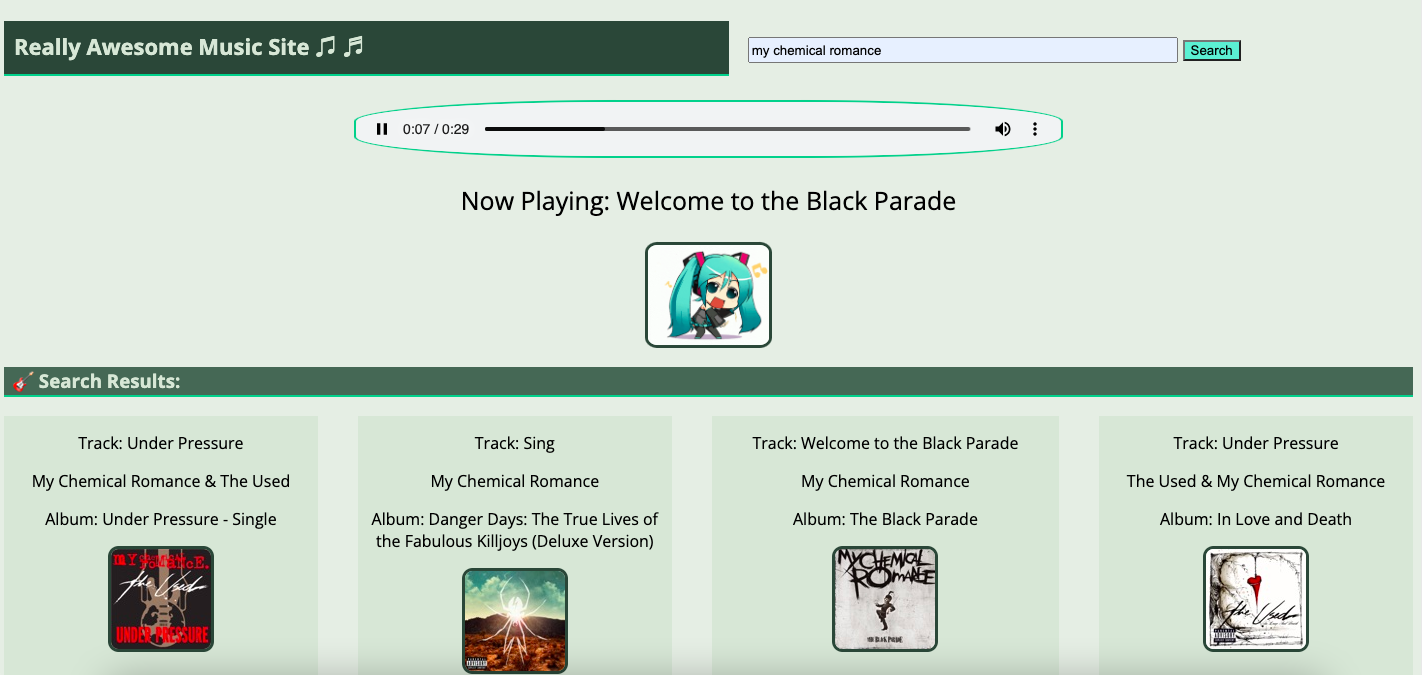 Really Awesome Music Site 🎵 🎶
my chemical romance
Search
0:07 / 0:29
Now Playing: Welcome to the Black Parade
🎸 Search Results:
Track: Under Pressure
My Chemical Romance & The Used
Album: Under Pressure - Single
MY CHEMICAL
ROMANCE.
the Used
UNDER PRESSURE
Track: Sing
My Chemical Romance
Album: Danger Days: The True Lives of
the Fabulous Killjoys (Deluxe Version)
Track: Welcome to the Black Parade
My Chemical Romance
Album: The Black Parade
MY CHEMICAL
ROMANCE
THE BLACK PARADE
Track: Under Pressure
The Used & My Chemical Romance
Album: In Love and Death
the Used